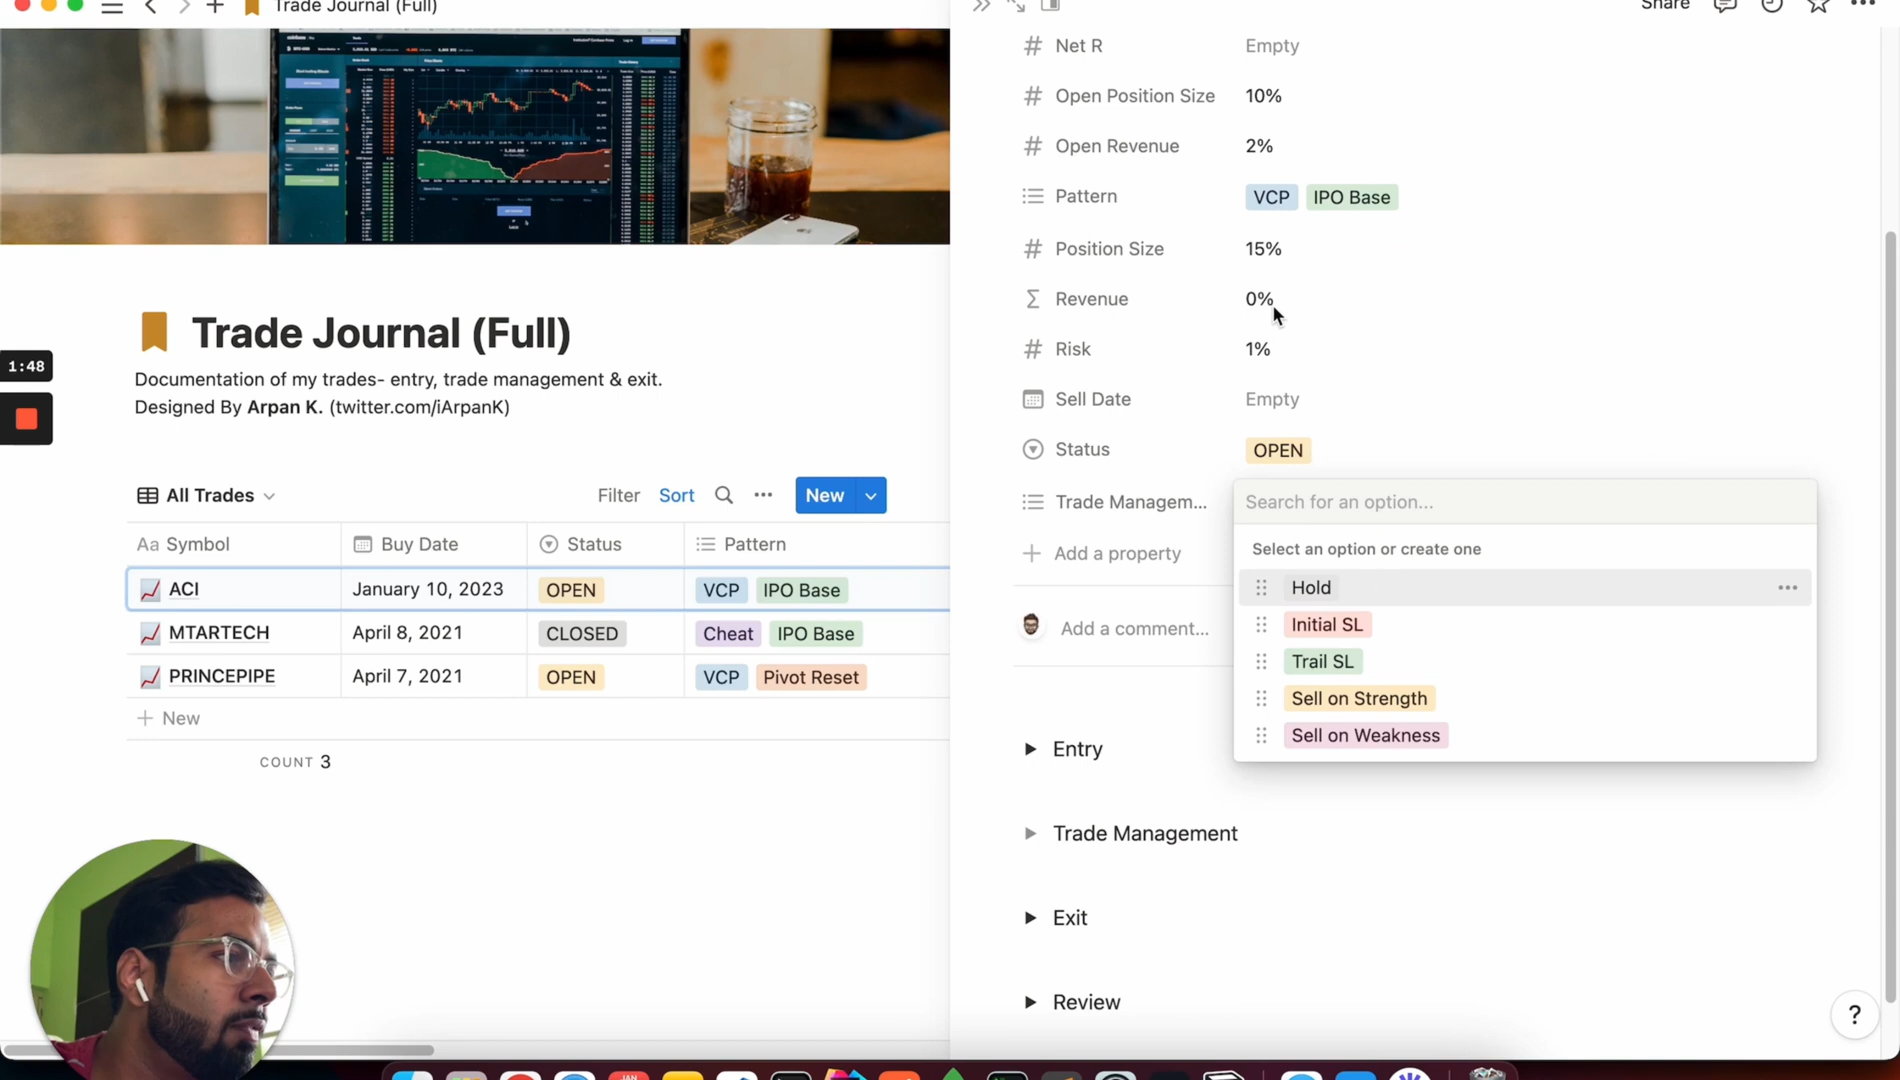 Trade Journal (Full)
Share
Net R Empty
Open Position Size 10%
Open Revenue 2%
Pattern VCP IPO Base
Position Size 15%
Revenue 0%
Risk 1%
Sell Date Empty
Status OPEN
Trade Managem... Search for an option...
Add a property
Select an option or create one
Hold
Initial SL
Trail SL
Sell on Strength
Sell on Weakness
Add a comment...
Entry
Trade Management
Exit
Review
?
1:48
Trade Journal (Full)
Documentation of my trades- entry, trade management & exit.
Designed By Arpan K. (twitter.com/iArpanK)
All Trades Filter Sort New
Aa Symbol Buy Date Status Pattern
ACI January 10, 2023 OPEN VCP IPO Base
MTARTECH April 8, 2021 CLOSED Cheat IPO Base
PRINCEPIPE April 7, 2021 OPEN VCP Pivot Reset
New
COUNT 3
JAN